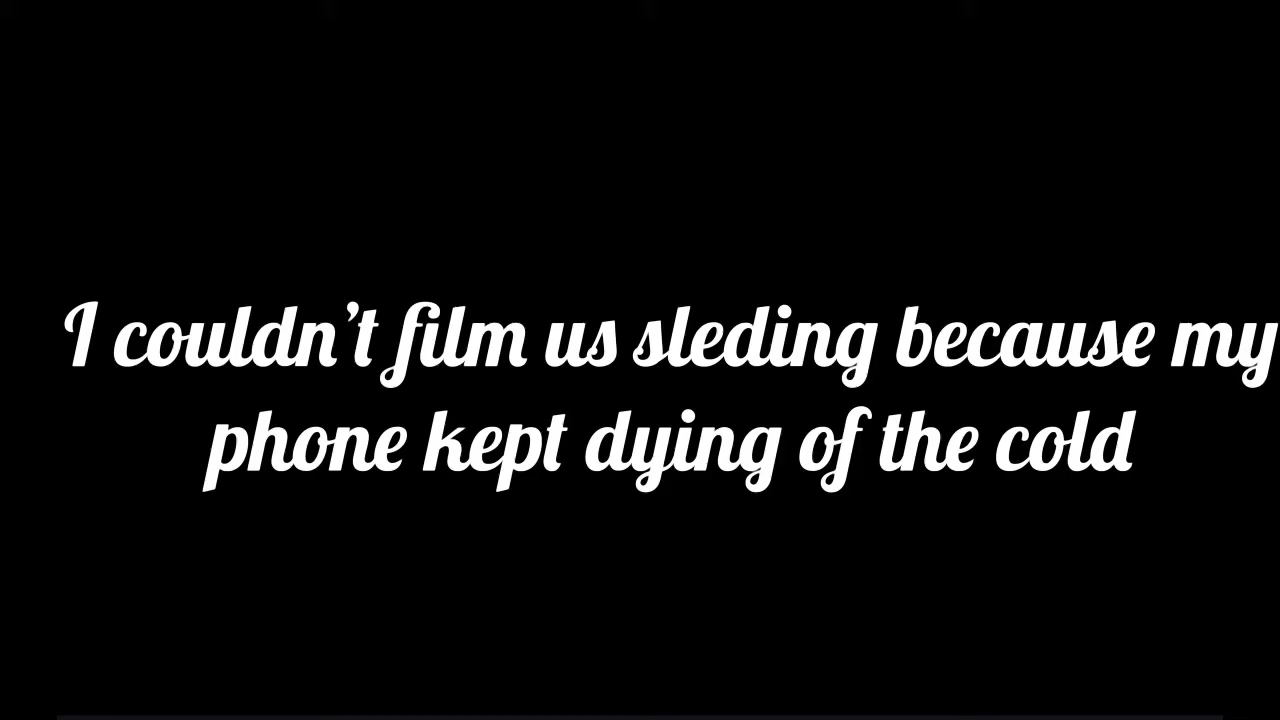 I couldn't film us sleding because my
phone kept dying of the cold